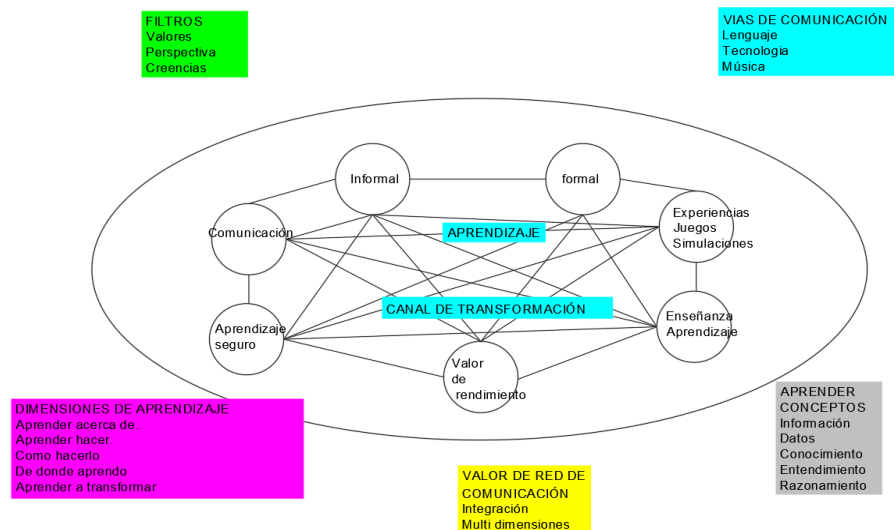 FILTROS
Valores
Perspectiva
Creencias
VIAS DE COMUNICACIÓN
Lenguaje
Tecnologia
Música
Informal
formal
Comunicación
Experiencias
Juegos
Simulaciones
APRENDIZAJE
CANAL DE TRANSFORMACIÓN
Aprendizaje
seguro
Enseñanza
Aprendizaje
Valor
de
rendimiento
DIMENSIONES DE APRENDIZAJE
Aprender acerca de..
Aprender hacer.
Como hacerlo
De donde aprendo
Aprender a transformar
APRENDER
CONCEPTOS
Información
Datos
Conocimiento
Entendimiento
Razonamiento
VALOR DE RED DE
COMUNICACIÓN
Integración
Multi dimensiones